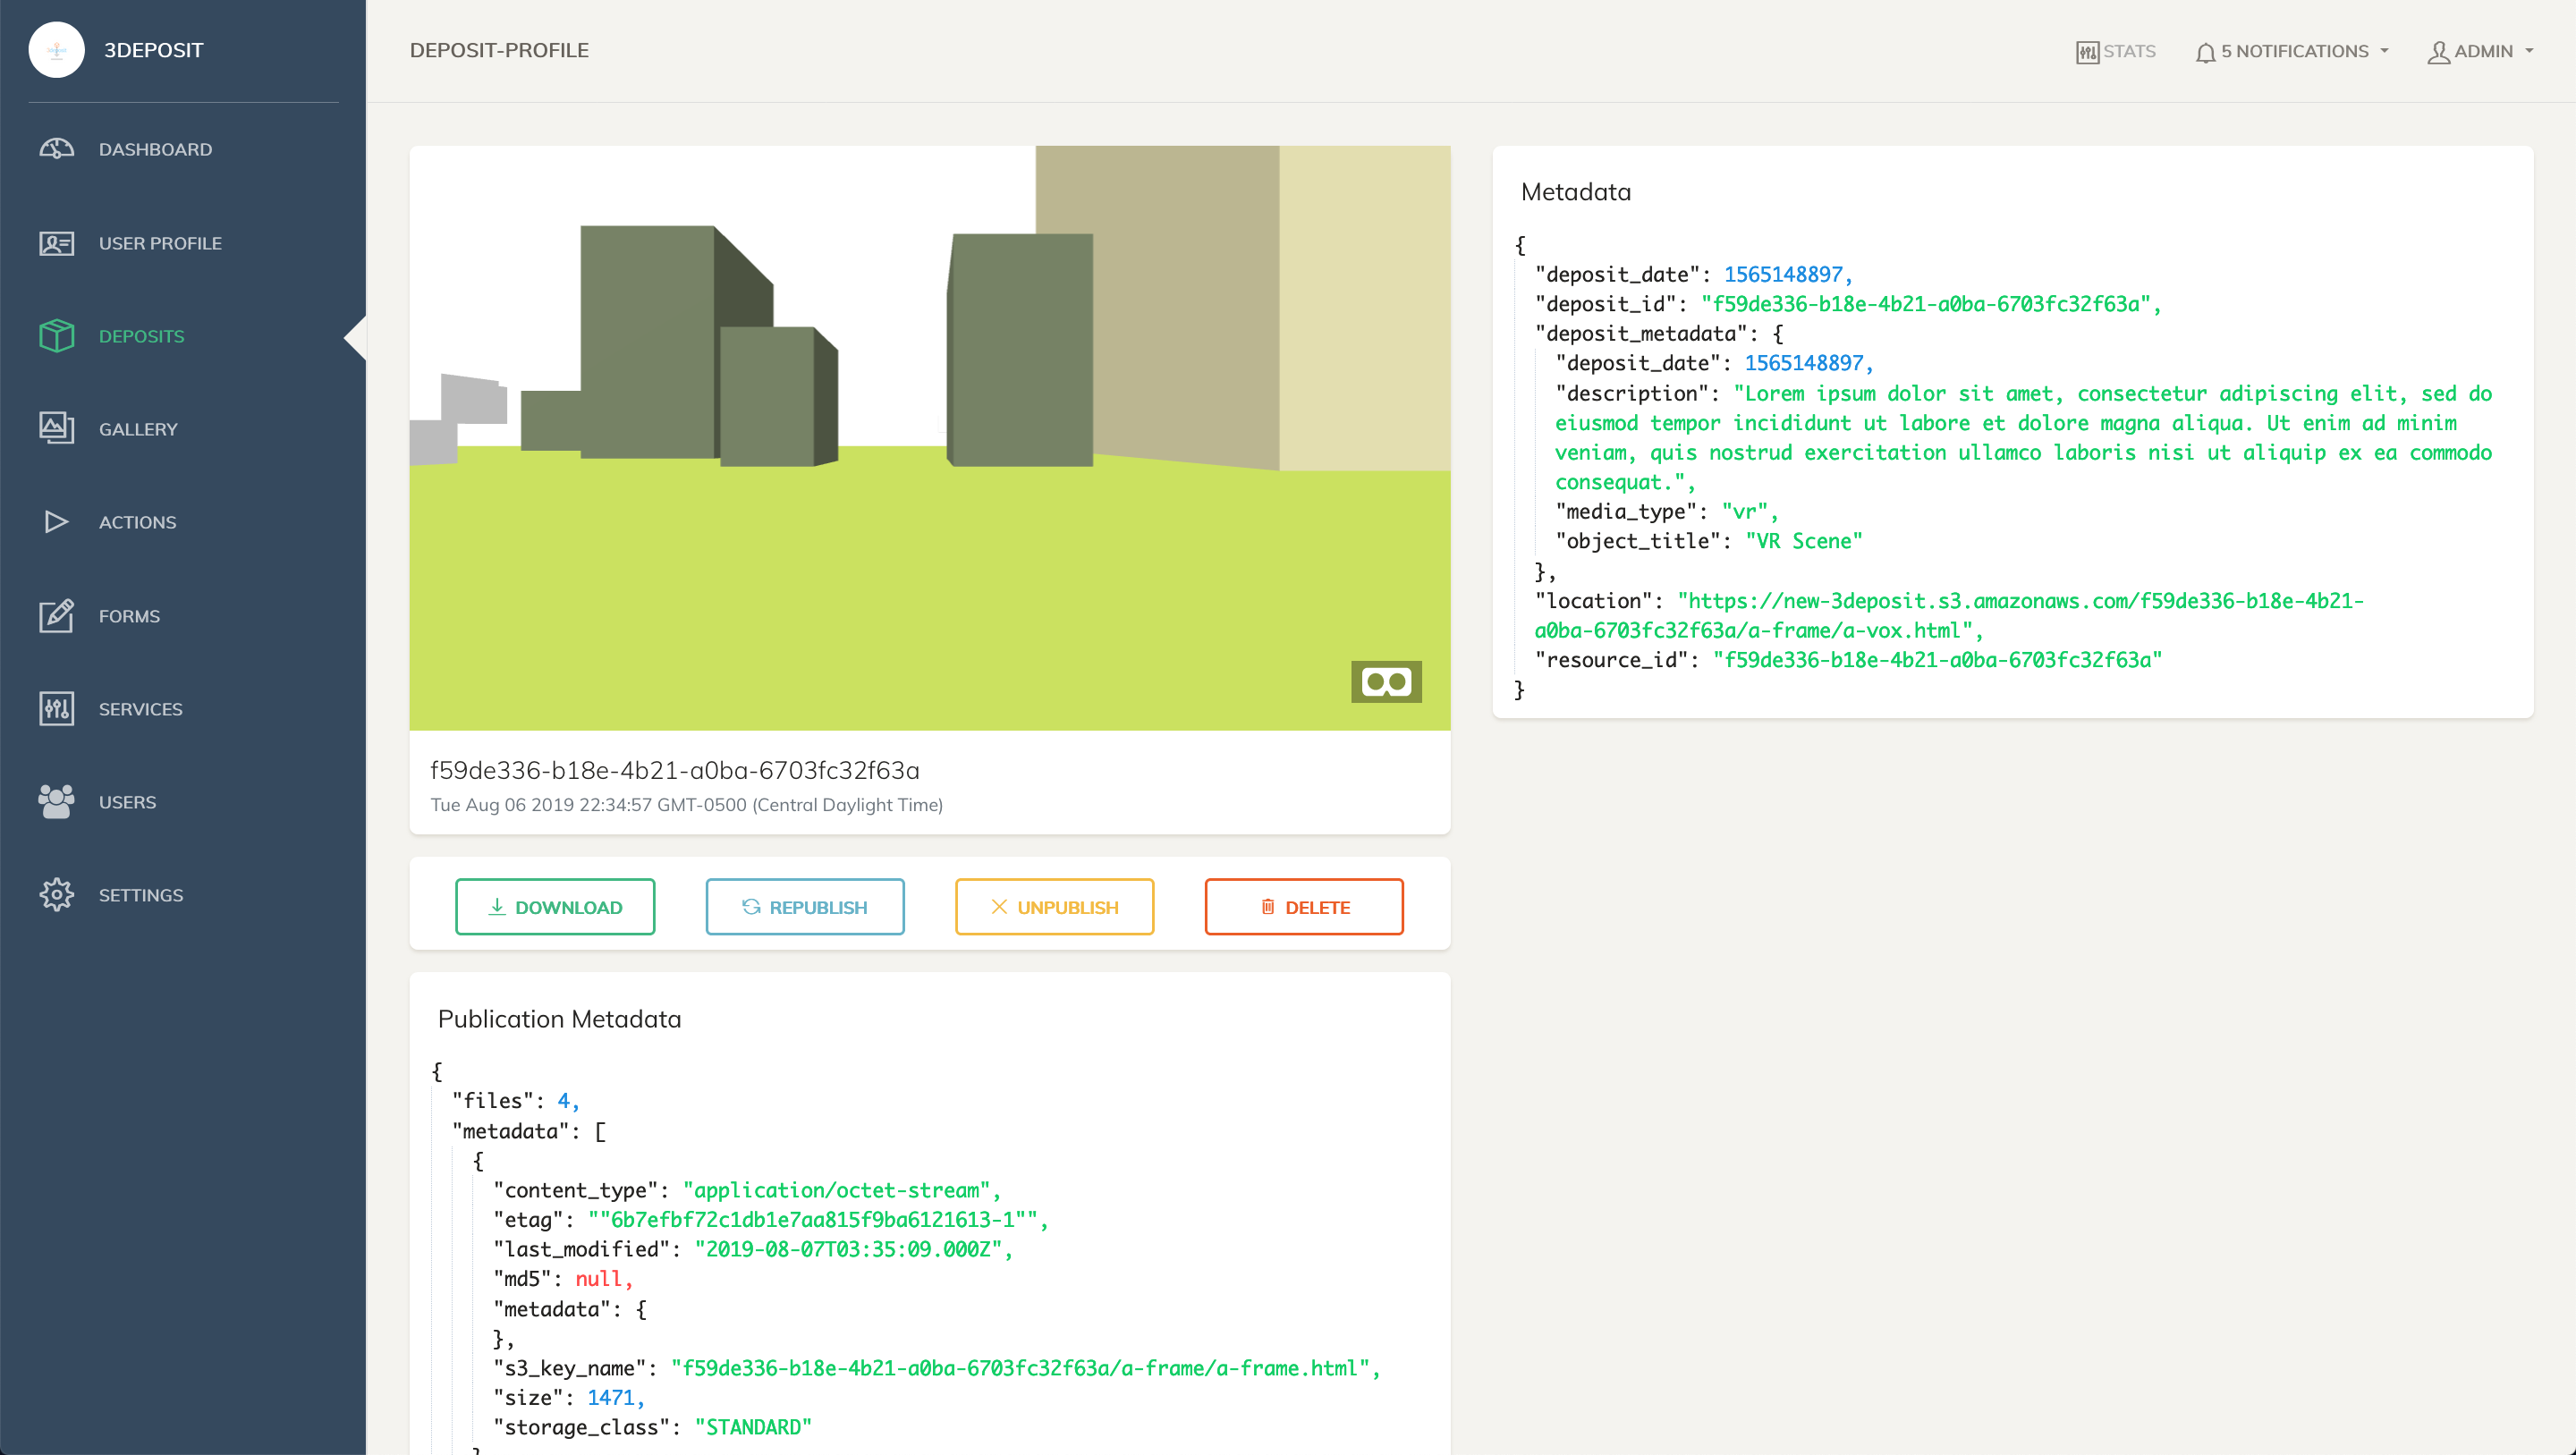 3DEPOSIT
DASHBOARD
USER PROFILE
DEPOSITS
GALLERY
ACTIONS
FORMS
SERVICES
USERS
SETTINGS
DEPOSIT-PROFILE
STATS
5 NOTIFICATIONS
ADMIN
f59de336-b18e-4b21-a0ba-6703fc32f63a
Tue Aug 06 2019 22:34:57 GMT-0500 (Central Daylight Time)
DOWNLOAD
REPUBLISH
UNPUBLISH
DELETE
Publication Metadata
{
"files": 4,
"metadata": [
{
"content_type": "application/octet-stream",
"etag": ""6b7efbf72c1db1e7aa815f9ba6121613-1"",
"last_modified": "2019-08-07T03:35:09.000Z",
"md5": null,
"metadata": {
},
"s3_key_name": "f59de336-b18e-4b21-a0ba-6703fc32f63a/a-frame/a-frame.html",
"size": 1471,
"storage_class": "STANDARD"
Metadata
{
"deposit_date": 1565148897,
"deposit_id": "f59de336-b18e-4b21-a0ba-6703fc32f63a",
"deposit_metadata": {
"deposit_date": 1565148897,
"description": "Lorem ipsum dolor sit amet, consectetur adipiscing elit, sed do
eiusmod tempor incididunt ut labore et dolore magna aliqua. Ut enim ad minim
veniam, quis nostrud exercitation ullamco laboris nisi ut aliquip ex ea commodo
consequat.",
"media_type": "vr",
"object_title": "VR Scene"
},
"location": "https://new-3deposit.s3.amazonaws.com/f59de336-b18e-4b21-
a0ba-6703fc32f63a/a-frame/a-vox.html",
"resource_id": "f59de336-b18e-4b21-a0ba-6703fc32f63a"
}